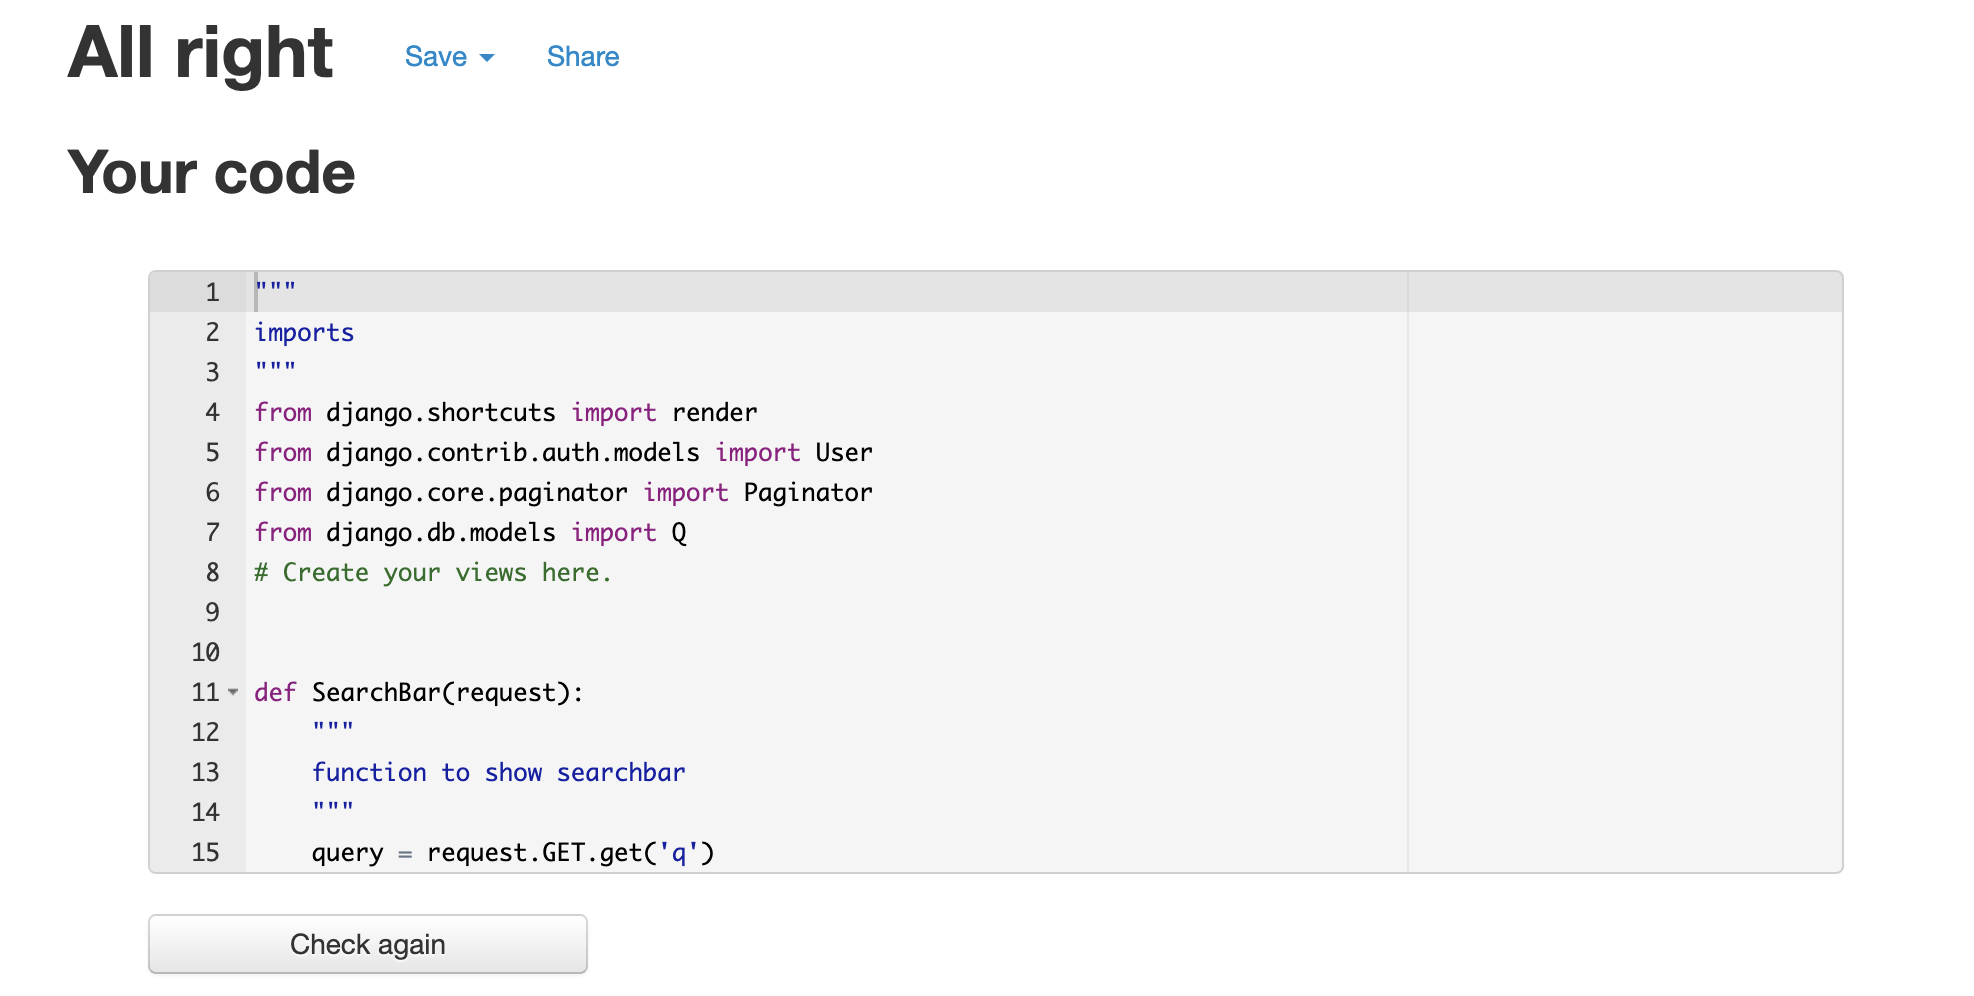 All right Save Share
Your code
1 """
2 imports
3 """
4 from django.shortcuts import render
5 from django.contrib.auth.models import User
6 from django.core.paginator import Paginator
7 from django.db.models import Q
8 # Create your views here.
9
10
11 def SearchBar(request):
12     """
13     function to show searchbar
14     """
15     query = request.GET.get('q')
Check again